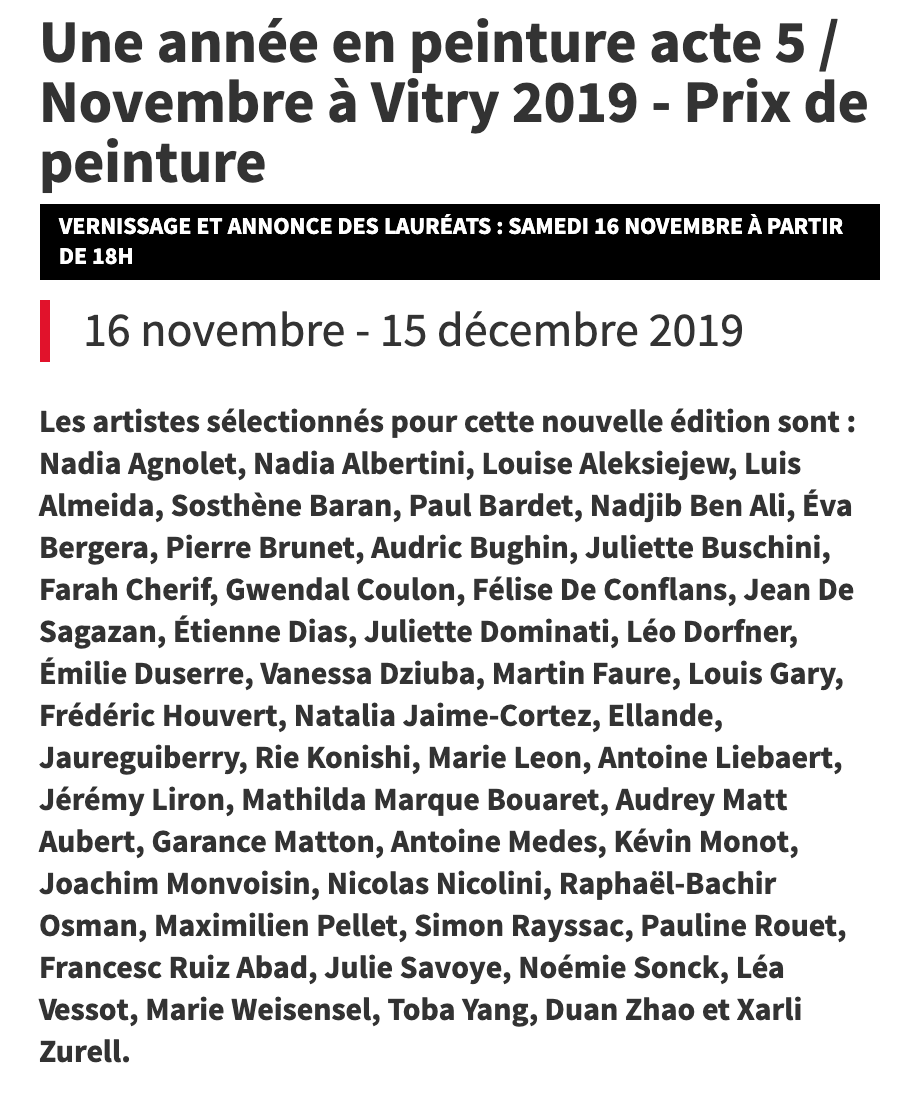 Une année en peinture acte 5 /
Novembre à Vitry 2019 - Prix de
peinture
VERNISSAGE ET ANNONCE DES LAURÉATS : SAMEDI 16 NOVEMBRE À PARTIR
DE 18H
16 novembre - 15 décembre 2019
Les artistes sélectionnés pour cette nouvelle édition sont :
Nadia Agnolet, Nadia Albertini, Louise Aleksiejew, Luis
Almeida, Sosthène Baran, Paul Bardet, Nadjib Ben Ali, Éva
Bergera, Pierre Brunet, Audric Bughin, Juliette Buschini,
Farah Cherif, Gwendal Coulon, Félise De Conflans, Jean De
Sagazan, Étienne Dias, Juliette Dominati, Léo Dorfner,
Émilie Duserre, Vanessa Dziuba, Martin Faure, Louis Gary,
Frédéric Houvert, Natalia Jaime-Cortez, Ellande,
Jaureguiberry, Rie Konishi, Marie Leon, Antoine Liebaert,
Jérémy Liron, Mathilda Marque Bouaret, Audrey Matt
Aubert, Garance Matton, Antoine Medes, Kévin Monot,
Joachim Monvoisin, Nicolas Nicolini, Raphaël-Bachir
Osman, Maximilien Pellet, Simon Rayssac, Pauline Rouet,
Francesc Ruiz Abad, Julie Savoye, Noémie Sonck, Léa
Vessot, Marie Weisensel, Toba Yang, Duan Zhao et Xarli
Zurell.